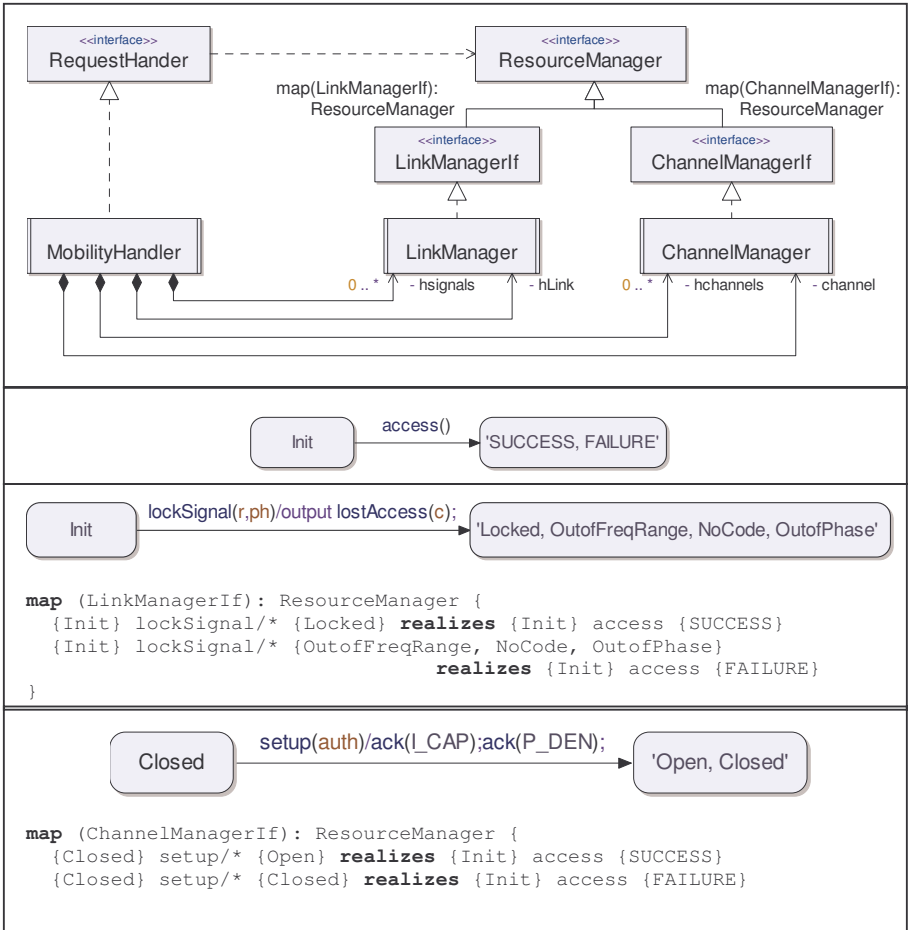 <<interface>>
RequestHander
<<interface>>
ResourceManager
map(LinkManagerIf):
ResourceManager
map(ChannelManagerIf):
ResourceManager
<<interface>>
LinkManagerIf
<<interface>>
ChannelManagerIf
MobilityHandler
LinkManager
ChannelManager
0 .. *
- hsignals
- hLink
0 .. *
- hchannels
- channel
Init
access()
'SUCCESS, FAILURE'
Init
lockSignal(r,ph)/output lostAccess(c);
'Locked, OutofFreqRange, NoCode, OutofPhase'
map (LinkManagerIf): ResourceManager {
{Init} lockSignal/* {Locked} realizes {Init} access {SUCCESS}
{Init} lockSignal/* {OutofFreqRange, NoCode, OutofPhase}
realizes {Init} access {FAILURE}
}
Closed
setup(auth)/ack(I_CAP);ack(P_DEN);
'Open, Closed'
map (ChannelManagerIf): ResourceManager {
{Closed} setup/* {Open} realizes {Init} access {SUCCESS}
{Closed} setup/* {Closed} realizes {Init} access {FAILURE}